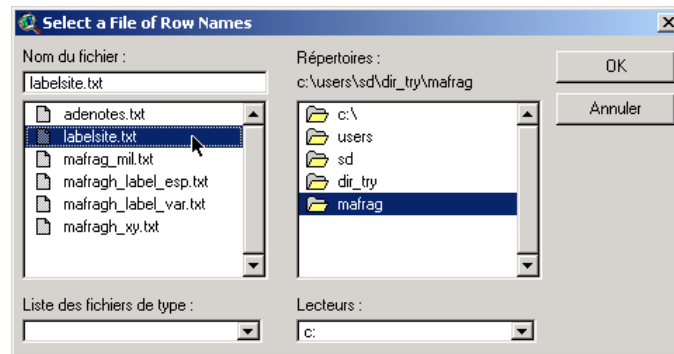 Select a File of Row Names
Nom du fichier :
labelsite.txt
adenotes.txt
labelsite.txt
mafrag_mil.txt
mafragh_label_esp.txt
mafragh_label_var.txt
mafragh_xy.txt
Liste des fichiers de type :
Répertoires :
c:\users\sd\dir_try\mafrag
c:\
users
sd
dir_try
mafrag
Lecteurs :
c:
OK
Annuler